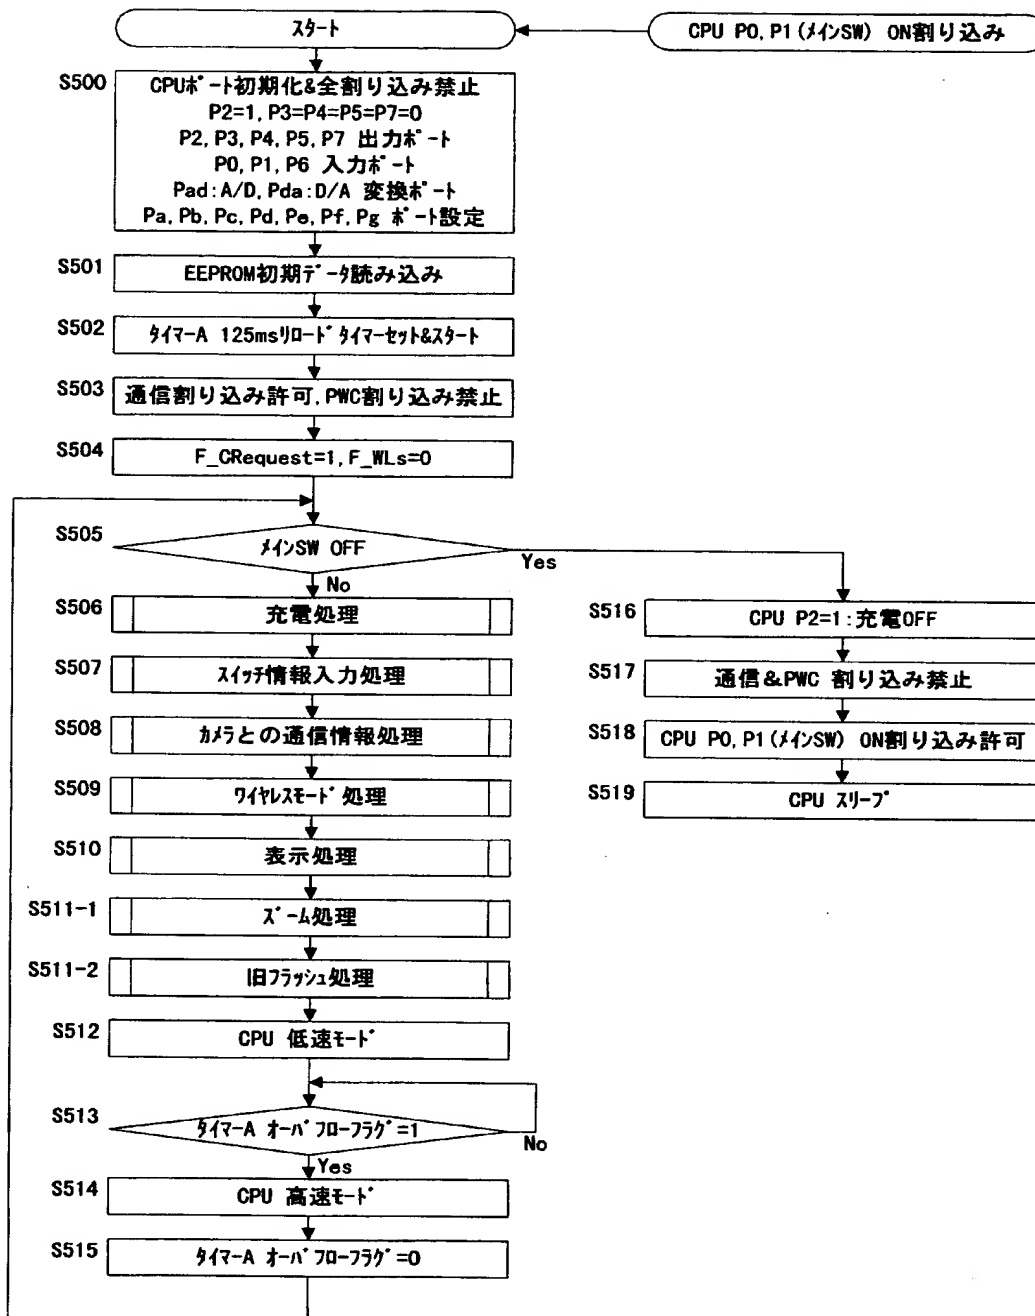 スタート
CPU P0, P1(ﾒｲﾝSW) ON割り込み
S500
CPUﾎﾟｰﾄ初期化&全割り込み禁止
P2=1, P3=P4=P5=P7=0
P2, P3, P4, P5, P7 出力ﾎﾟｰﾄ
P0, P1, P6 入力ﾎﾟｰﾄ
Pad:A/D, Pda:D/A 変換ﾎﾟｰﾄ
Pa, Pb, Pc, Pd, Pe, Pf, Pg ﾎﾟｰﾄ設定
S501
EEPROM初期ﾃﾞｰﾀ読み込み
S502
ﾀｲﾏｰA 125msﾘﾛｰﾄﾞﾀｲﾏｰｾｯﾄ&ｽﾀｰﾄ
S503
通信割り込み許可,PWC割り込み禁止
S504
F_CRequest=1, F_WLs=0
S505
ﾒｲﾝSW OFF
Yes
No
S506
充電処理
S507
ｽｲｯﾁ情報入力処理
S508
ｶﾒﾗとの通信情報処理
S509
ﾜｲﾔﾚｽﾓｰﾄﾞ処理
S510
表示処理
S511-1
ｽﾞｰﾑ処理
S511-2
旧ﾌﾗｯｼｭ処理
S512
CPU 低速ﾓｰﾄﾞ
S513
ﾀｲﾏｰA ｵｰﾊﾞﾌﾛｰﾌﾗｸﾞ=1
No
Yes
S514
CPU 高速ﾓｰﾄﾞ
S515
ﾀｲﾏｰA ｵｰﾊﾞﾌﾛｰﾌﾗｸﾞ=0
S516
CPU P2=1:充電OFF
S517
通信&PWC 割り込み禁止
S518
CPU P0, P1(ﾒｲﾝSW) ON割り込み許可
S519
CPU ｽﾘｰﾌﾟ